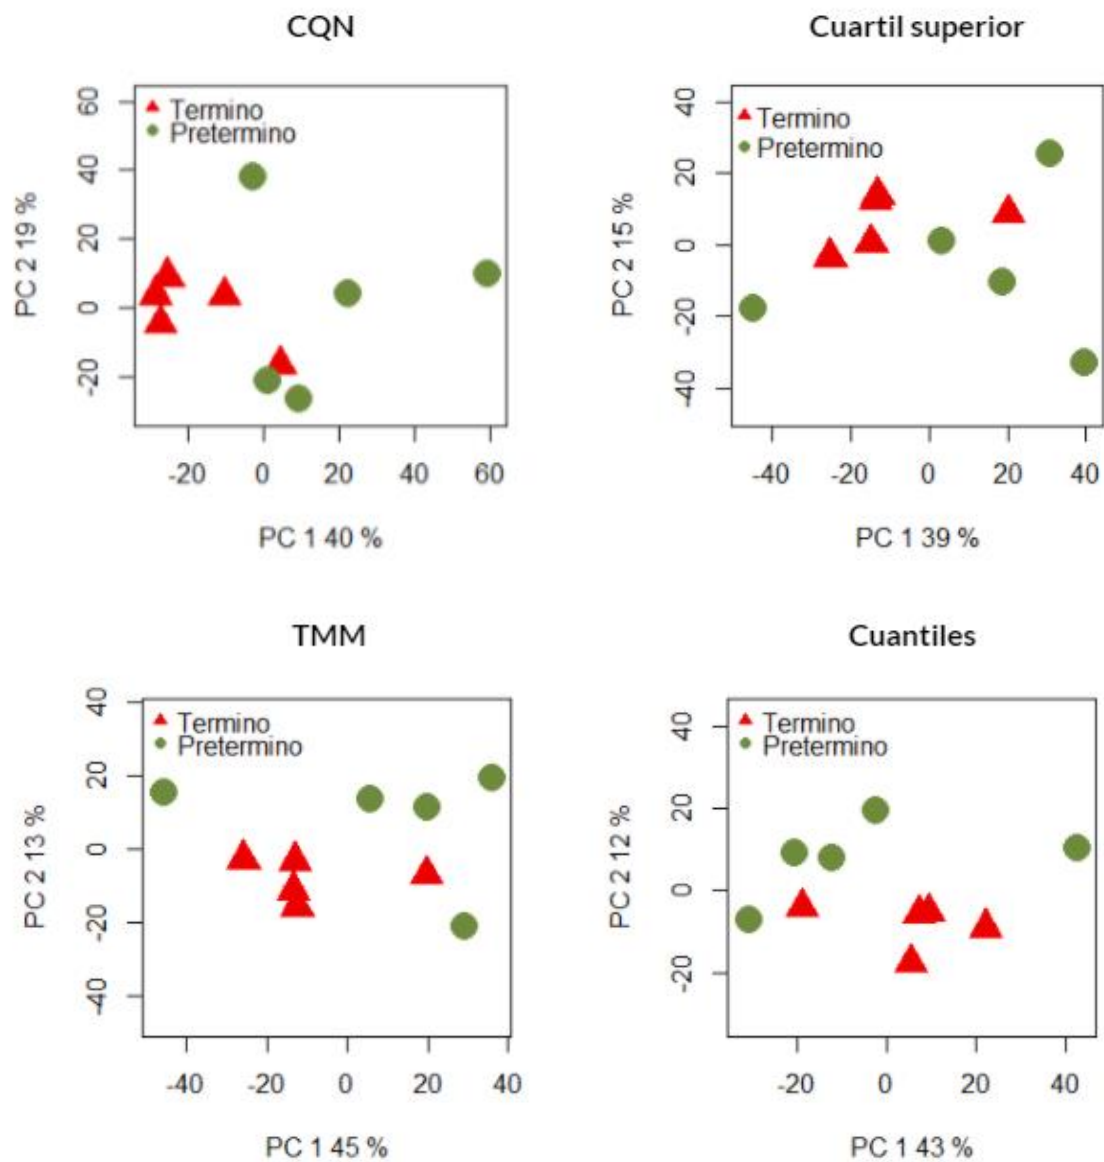 CQN
60
40
20
0
-20
PC 2 19 %
Termino
Pretermino
-20 0 20 40 60
PC 1 40 %
Cuartil superior
40
20
0
-20
-40
PC 2 15 %
Termino
Pretermino
-40 -20 0 20 40
PC 1 39 %
TMM
40
20
0
-20
-40
PC 2 13 %
Termino
Pretermino
-40 -20 0 20 40
PC 1 45 %
Cuantiles
40
20
0
-20
PC 2 12 %
Termino
Pretermino
-20 0 20 40
PC 1 43 %